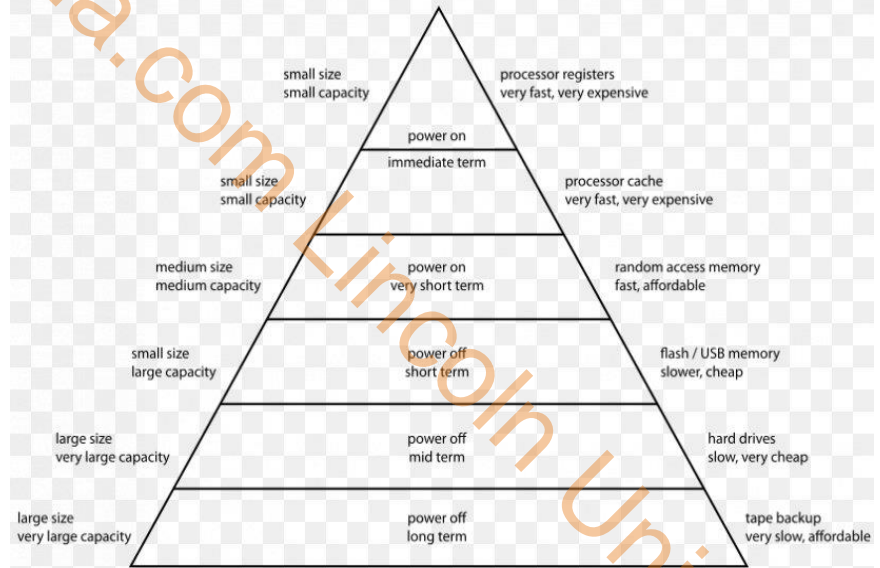 small size
small capacity
processor registers
very fast, very expensive
power on
immediate term
small size
small capacity
processor cache
very fast, very expensive
medium size
medium capacity
power on
very short term
random access memory
fast, affordable
small size
large capacity
power off
short term
flash / USB memory
slower, cheap
large size
very large capacity
power off
mid term
hard drives
slow, very cheap
large size
very large capacity
power off
long term
tape backup
very slow, affordable
a.com Lincoln Uni